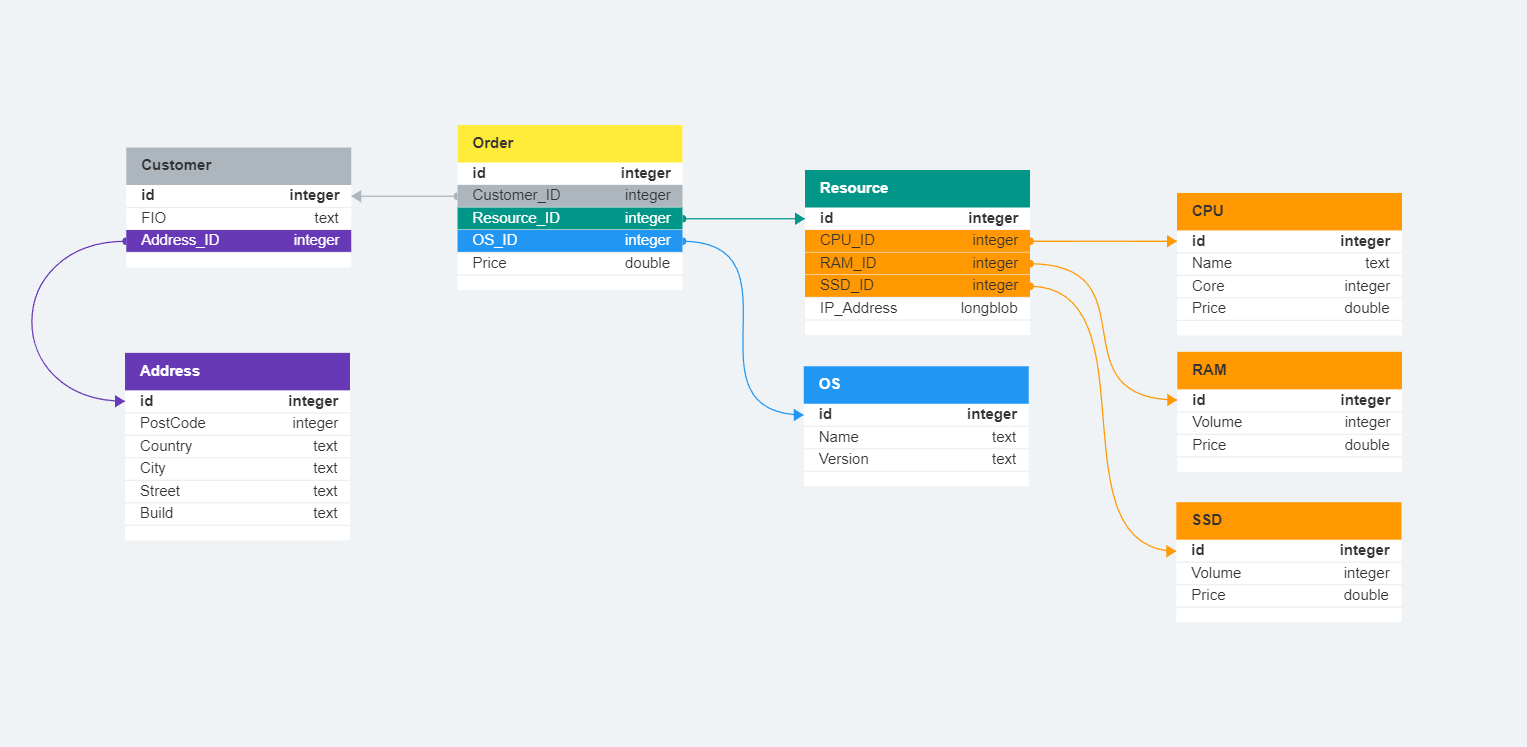 Customer
id integer
FIO text
Address_ID integer
Address
id integer
PostCode integer
Country text
City text
Street text
Build text
Order
id integer
Customer_ID integer
Resource_ID integer
OS_ID integer
Price double
Resource
id integer
CPU_ID integer
RAM_ID integer
SSD_ID integer
IP_Address longblob
OS
id integer
Name text
Version text
CPU
id integer
Name text
Core integer
Price double
RAM
id integer
Volume integer
Price double
SSD
id integer
Volume integer
Price double